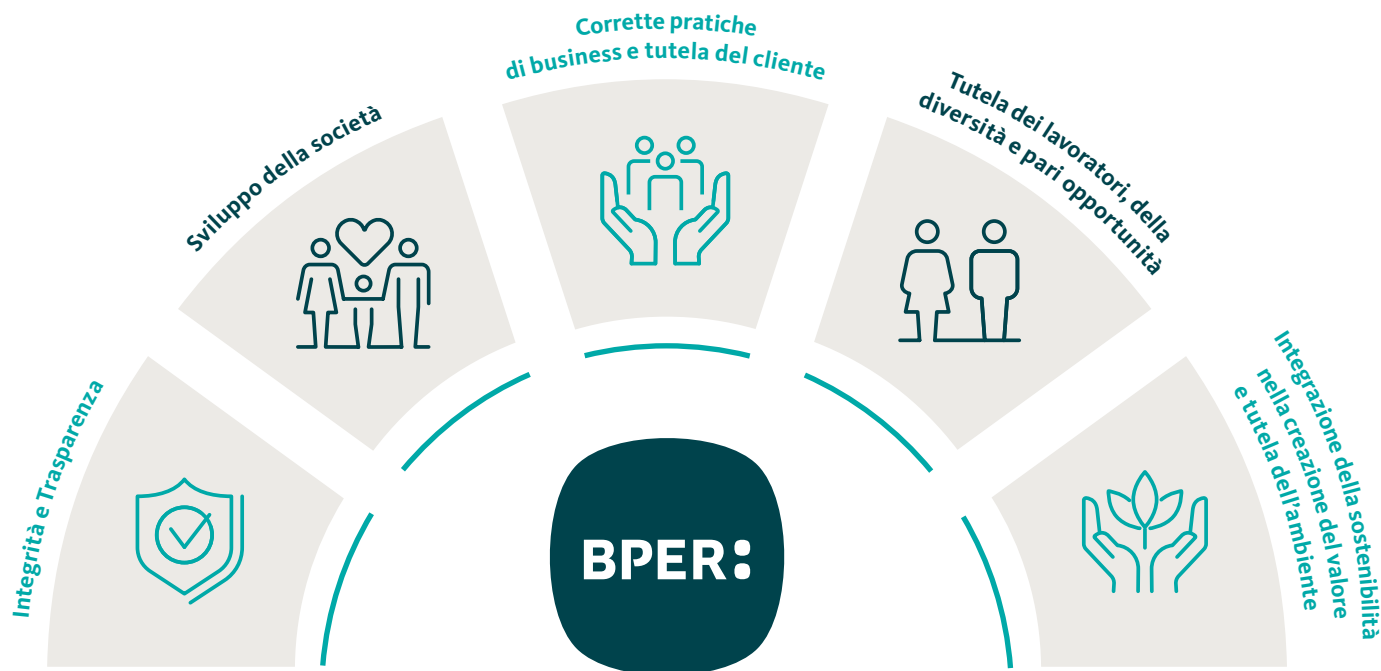 Integrità e Trasparenza
Sviluppo della società
Corrette pratiche
di business e tutela del cliente
Tutela dei lavoratori, della
diversità e pari opportunità
Integrazione della sostenibilità
nella creazione del valore
e tutela dell'ambiente
BPER: